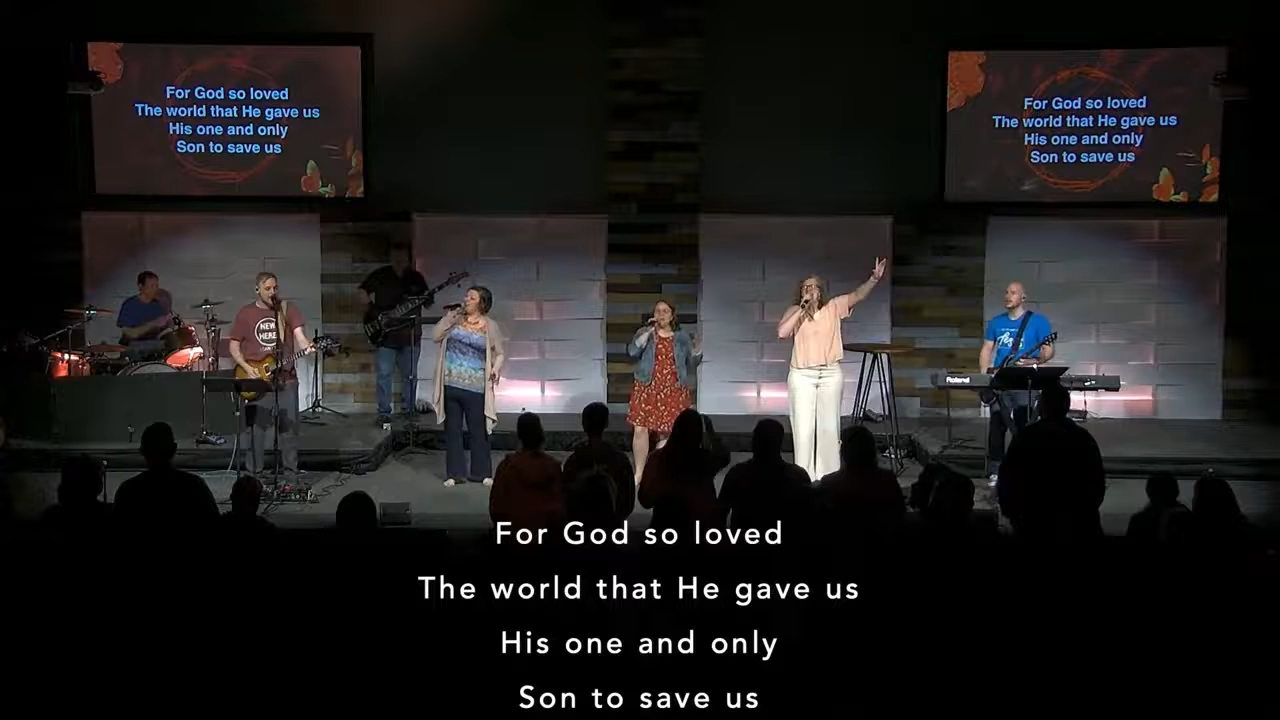 For God so loved
The world that He gave us
His one and only
Son to save us
For God so loved
The world that He gave us
His one and only
Son to save us
NEW
HERE
Roland
For God so loved
The world that He gave us
His one and only
Son to save us